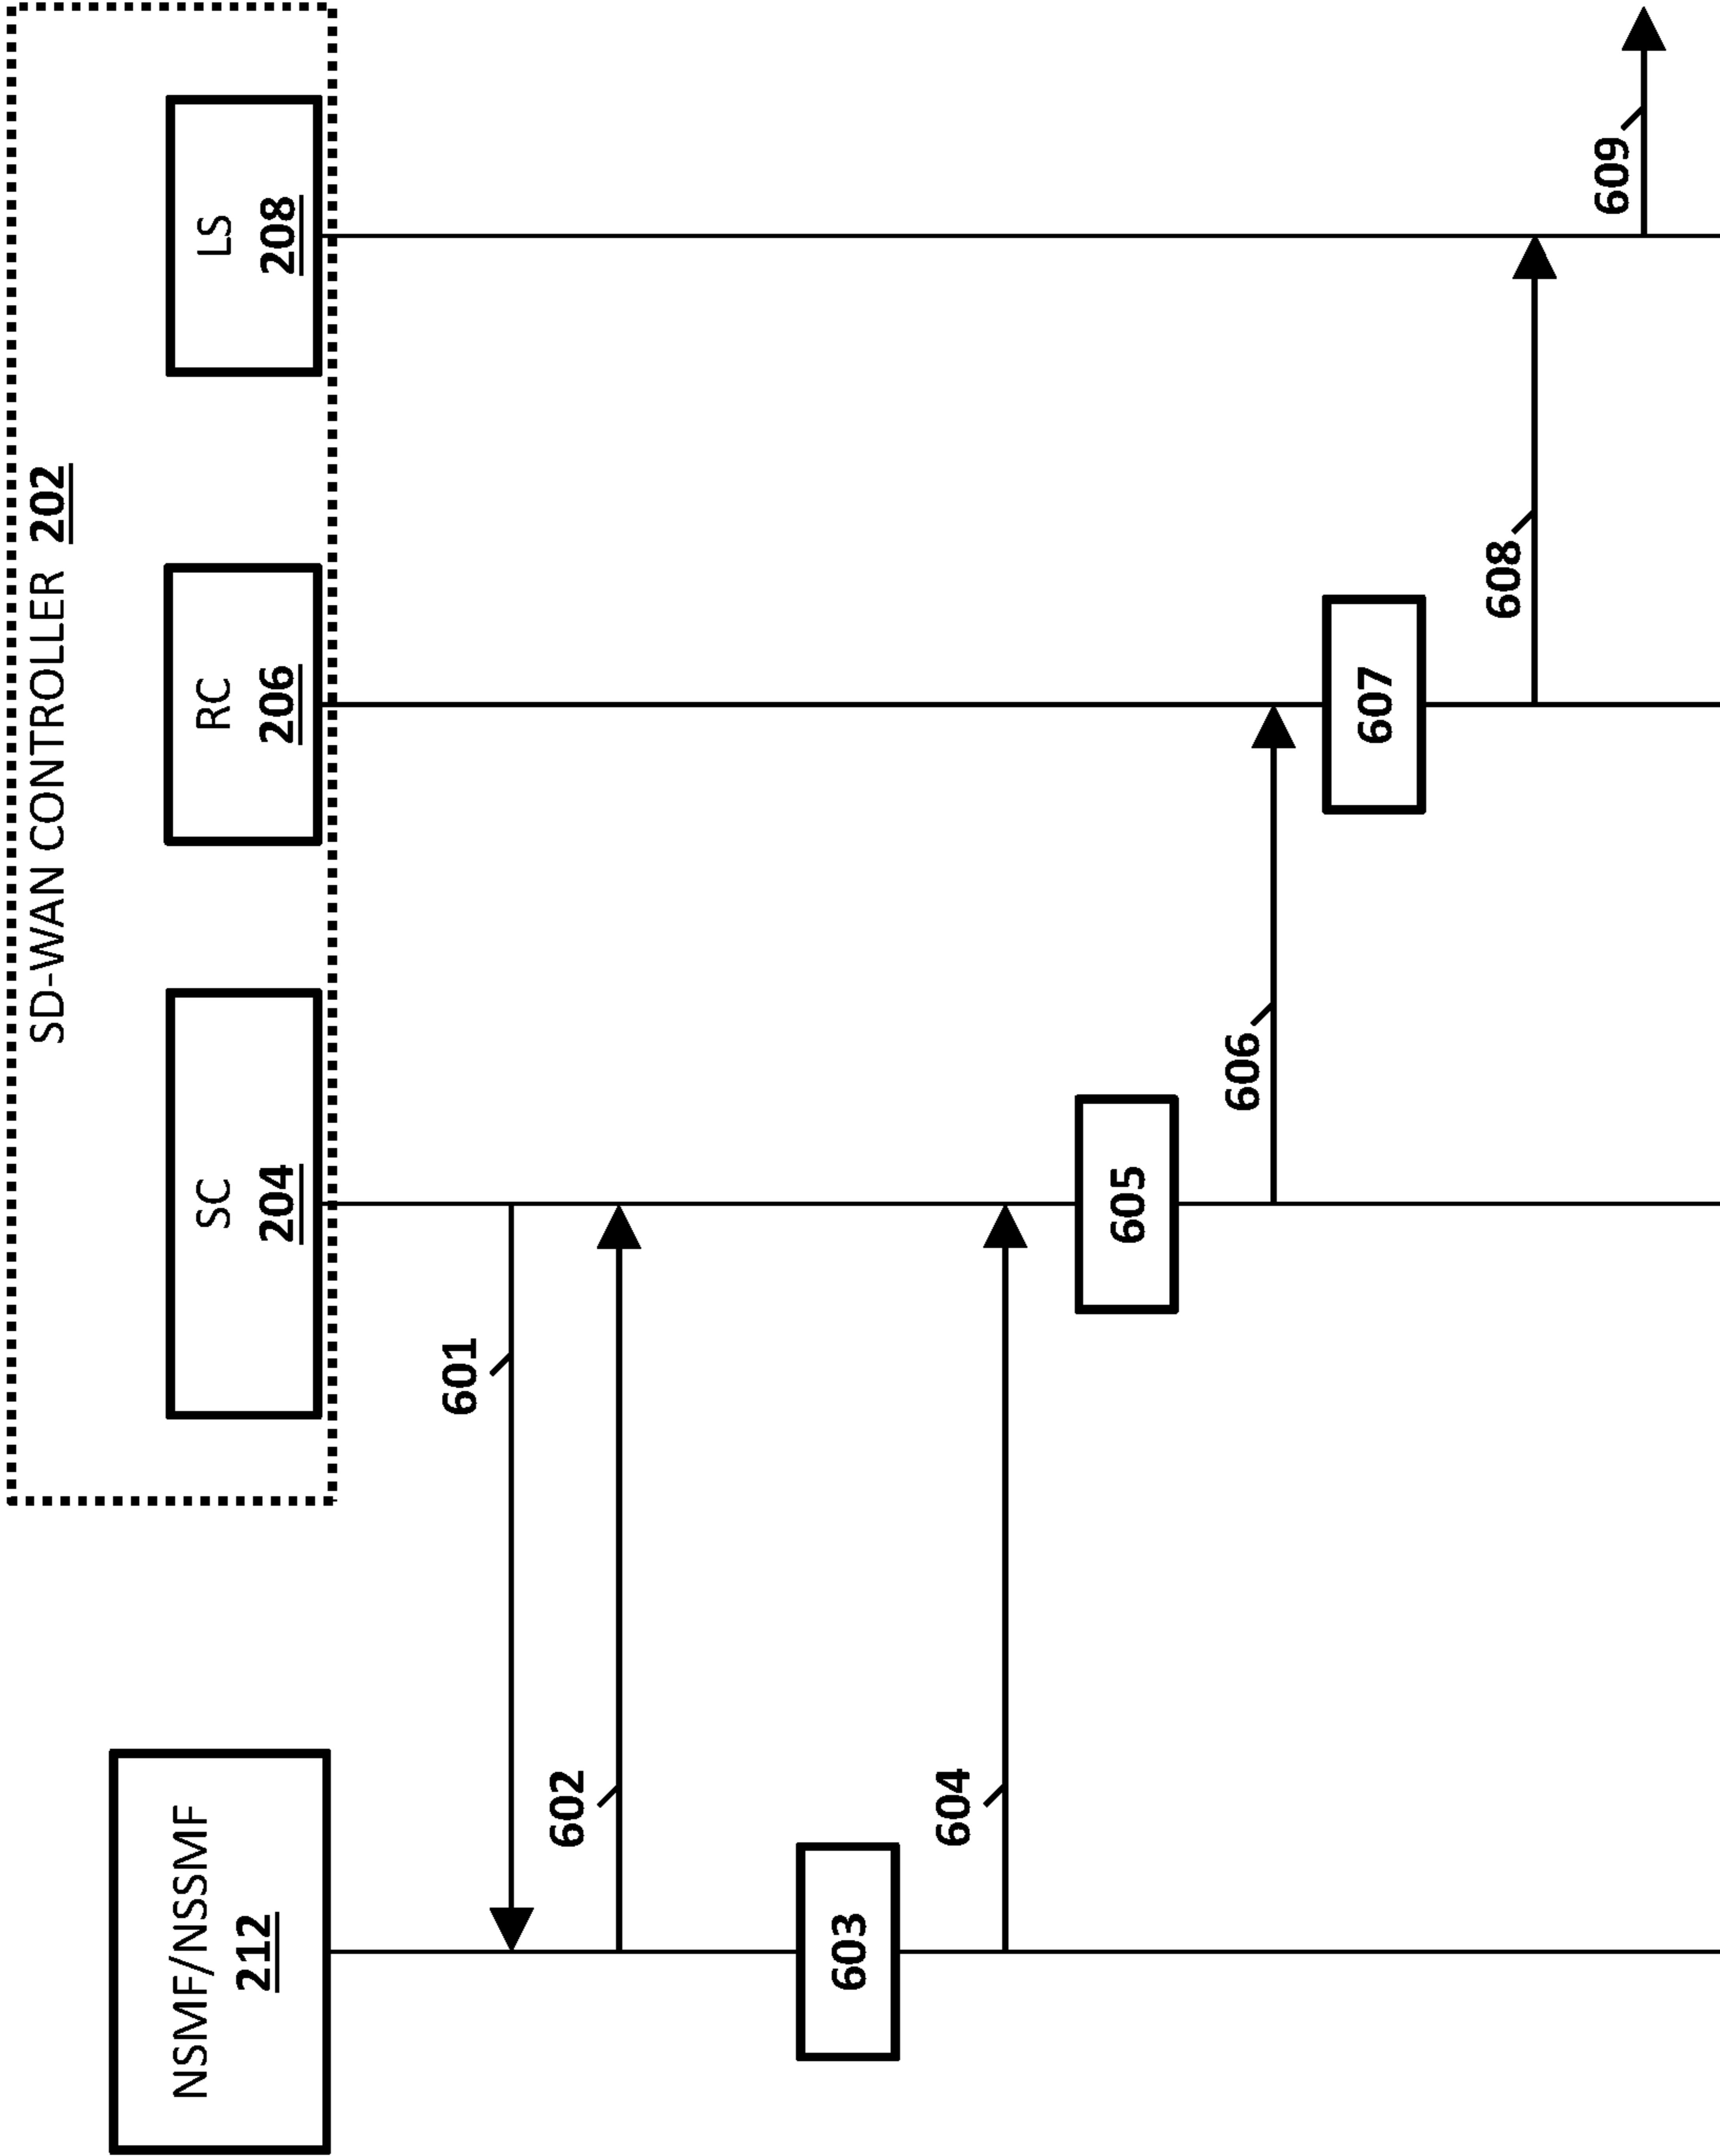 SD-WAN CONTROLLER 202
NSMF/NSSMF
212
SC
204
RC
206
LS
208
601
602
603
604
605
606
607
608
609